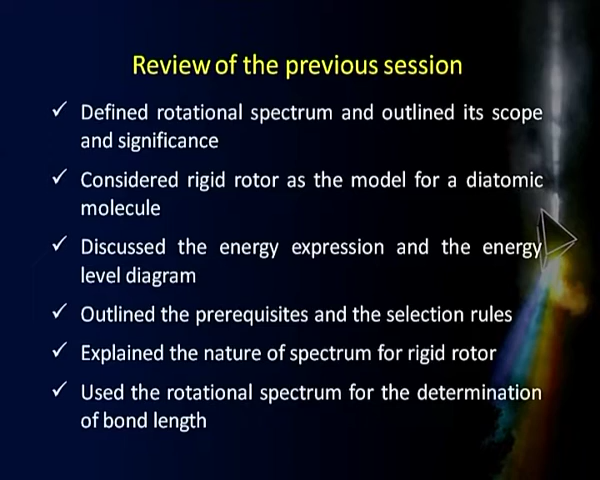 Review of the previous session
✓ Defined rotational spectrum and outlined its scope
and significance
✓ Considered rigid rotor as the model for a diatomic
molecule
✓ Discussed the energy expression and the energy
level diagram
✓ Outlined the prerequisites and the selection rules
✓ Explained the nature of spectrum for rigid rotor
✓ Used the rotational spectrum for the determination
of bond length